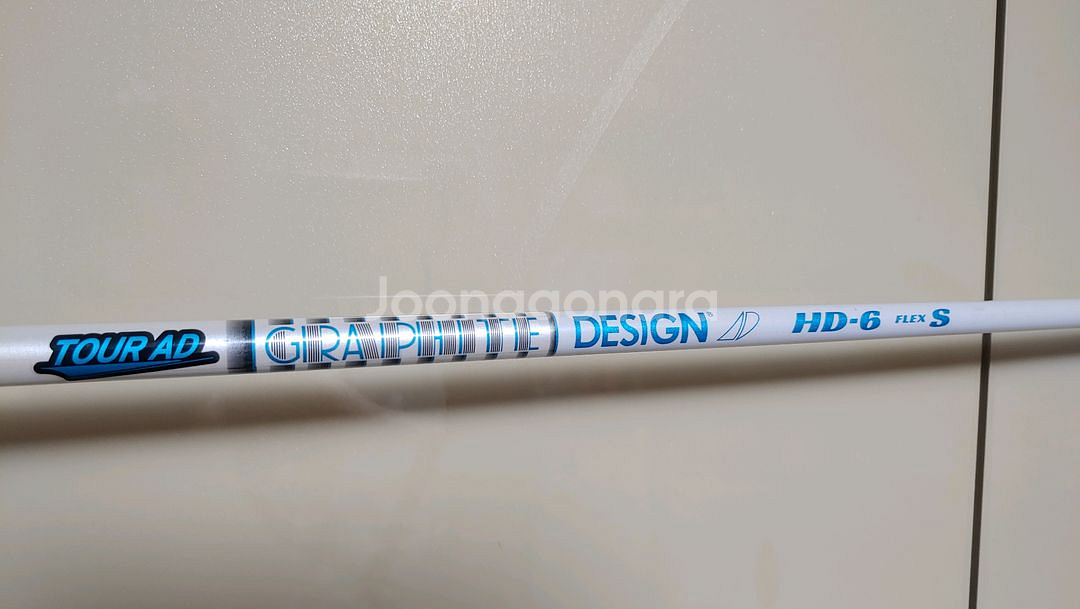 Joonggonara
TOUR AD GRAPHITE DESIGN® HD-6 FLEX S